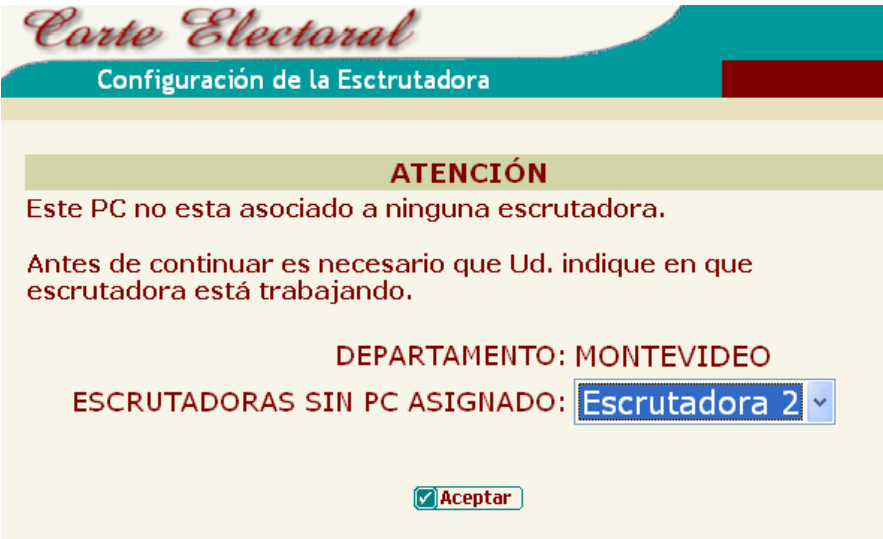 Corte Electoral
Configuración de la Esctrutadora
ATENCIÓN
Este PC no esta asociado a ninguna escrutadora.
Antes de continuar es necesario que Ud. indique en que
escrutadora está trabajando.
DEPARTAMENTO: MONTEVIDEO
ESCRUTADORAS SIN PC ASIGNADO: Escrutadora 2
Aceptar